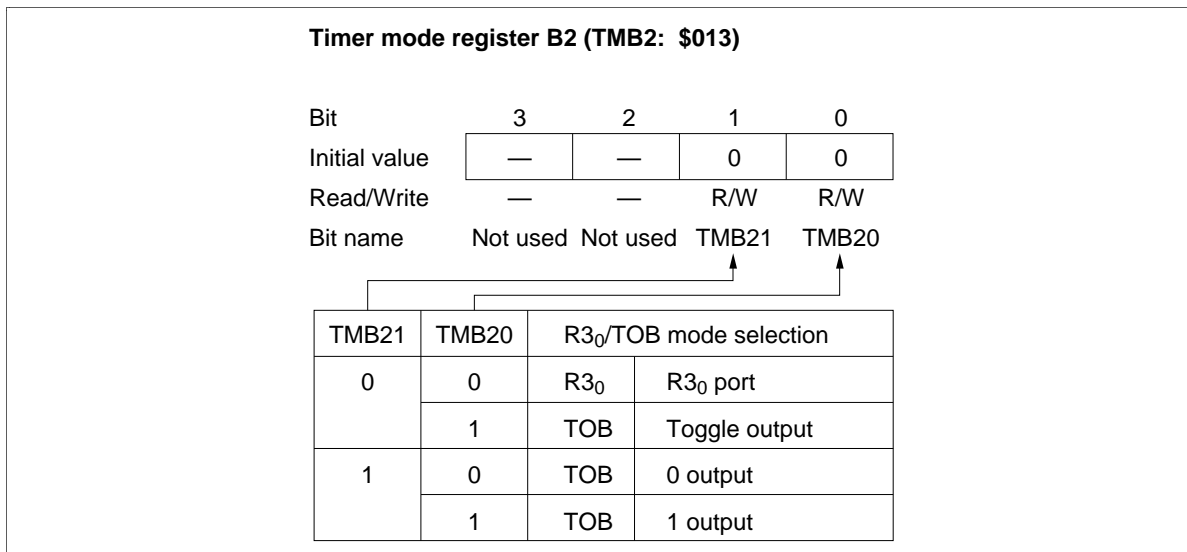 Timer mode register B2 (TMB2: $013)
Bit 3 2 1 0
Initial value — — 0 0
Read/Write — — R/W R/W
Bit name Not used Not used TMB21 TMB20
TMB21 TMB20 R3₀/TOB mode selection
0 0 R3₀ R3₀ port
1 TOB Toggle output
1 0 TOB 0 output
1 TOB 1 output